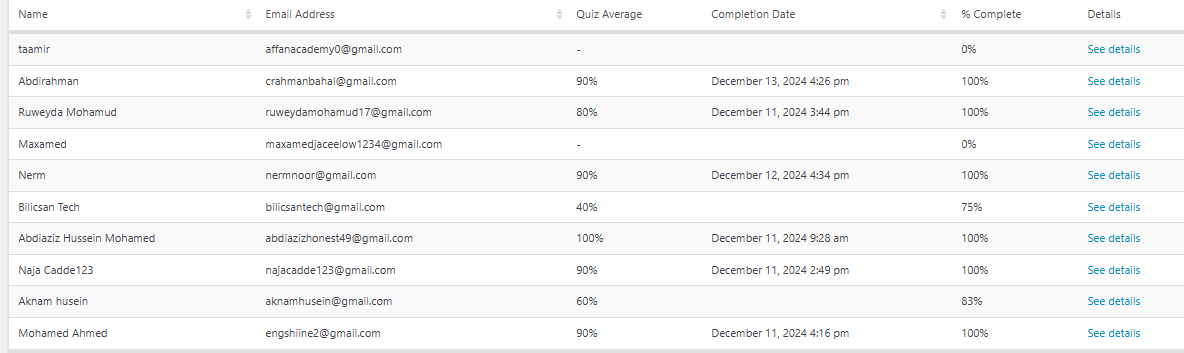 Name Email Address Quiz Average Completion Date % Complete Details
taamir affanacademy0@gmail.com - 0% See details
Abdirahman crahmanbahal@gmail.com 90% December 13, 2024 4:26 pm 100% See details
Ruweyda Mohamud ruweydamohamud17@gmail.com 80% December 11, 2024 3:44 pm 100% See details
Maxamed maxamedjaceelow1234@gmail.com - 0% See details
Nerm nermnoor@gmail.com 90% December 12, 2024 4:34 pm 100% See details
Bilicsan Tech bilicsantech@gmail.com 40% 75% See details
Abdiaziz Hussein Mohamed abdiazizhonest49@gmail.com 100% December 11, 2024 9:28 am 100% See details
Naja Cadde123 najacadde123@gmail.com 90% December 11, 2024 2:49 pm 100% See details
Aknam husein aknamhusein@gmail.com 60% 83% See details
Mohamed Ahmed engshiine2@gmail.com 90% December 11, 2024 4:16 pm 100% See details